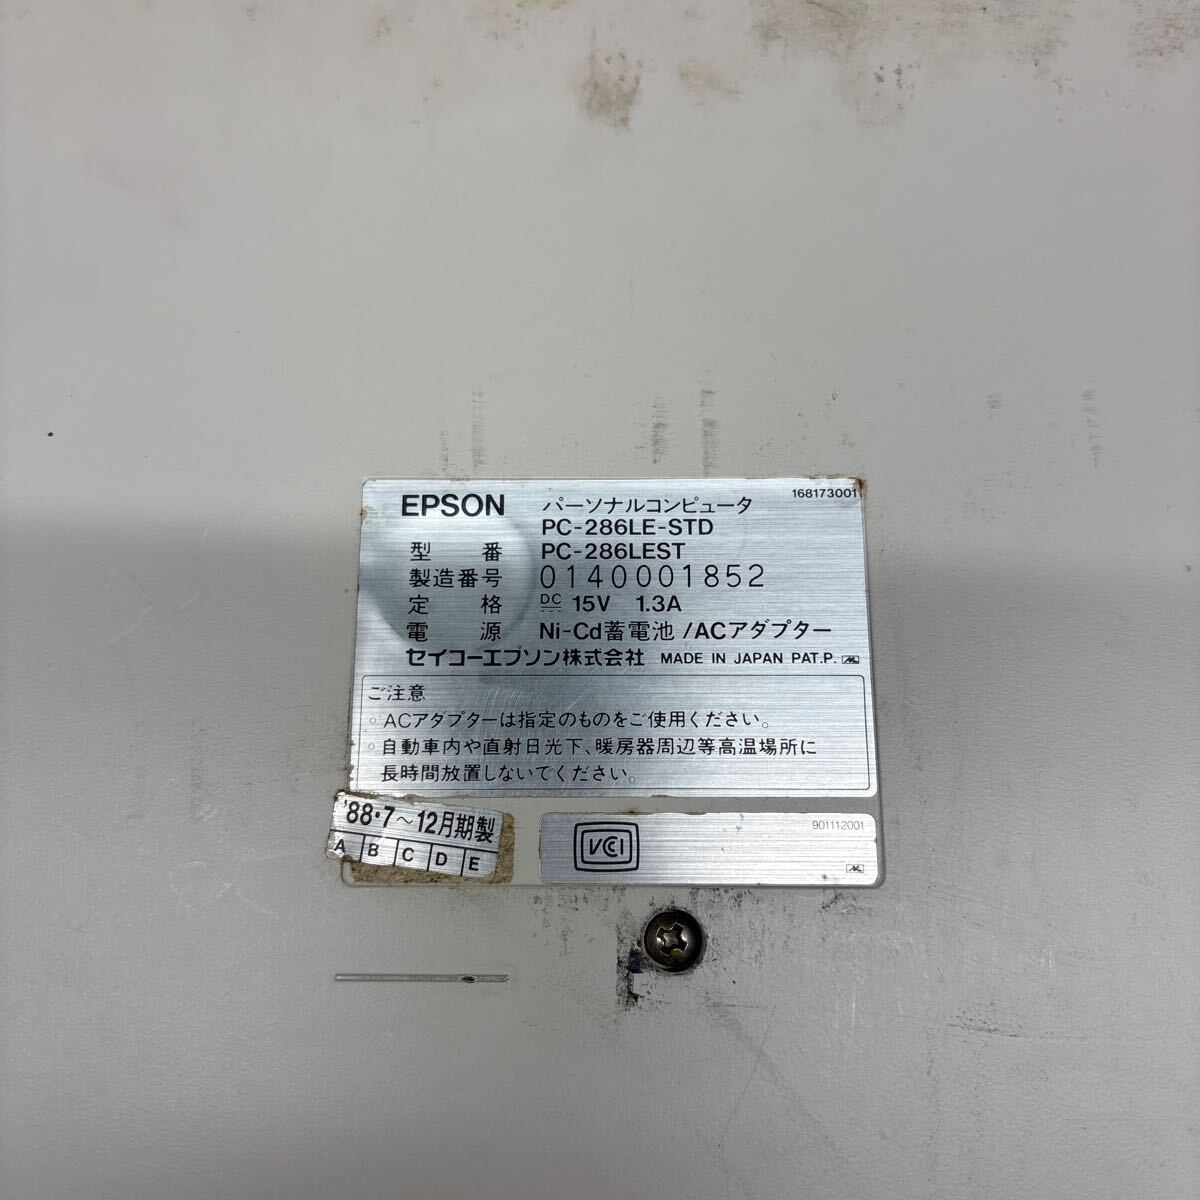 168173001
EPSON パーソナルコンピュータ
PC-286LE-STD
型番 PC-286LEST
製造番号 0140001852
定格 DC 15V 1.3A
電源 Ni-Cd蓄電池/ACアダプター
セイコーエプソン株式会社 MADE IN JAPAN PAT.P.
ご注意
○ACアダプターは指定のものをご使用ください。
○自動車内や直射日光下、暖房器周辺等高温場所に
長時間放置しないでください。
'88・7～12月期製
A B C D E
901112001
VCCI